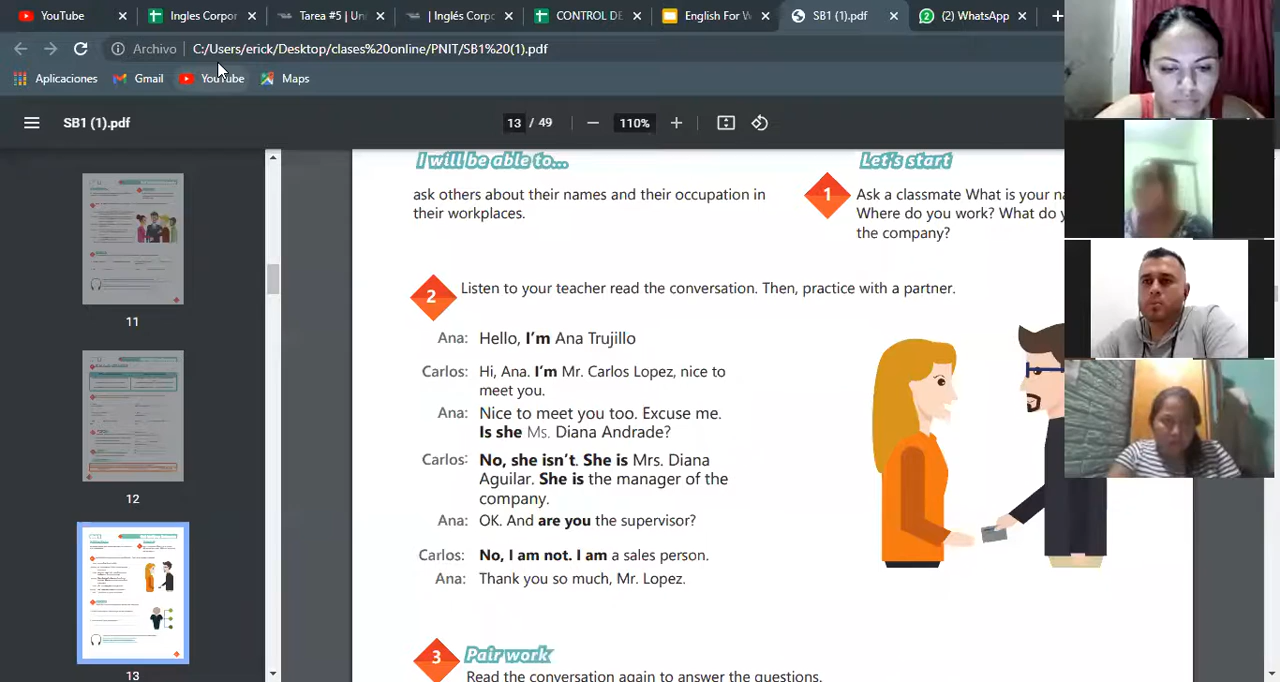 YouTube
Ingles Corpor
Tarea #5 | Uni
| Inglés Corpo
CONTROL DE
English For W
SB1 (1).pdf
(2) WhatsApp
Archivo
C:/Users/erick/Desktop/clases%20online/PNIT/SB1%20(1).pdf
Aplicaciones
Gmail
YouTube
Maps
SB1 (1).pdf
13 / 49
110%
11
12
13
I will be able to...
ask others about their names and their occupation in
their workplaces.
Let's start
1
Ask a classmate What is your na
Where do you work? What do y
the company?
2
Listen to your teacher read the conversation. Then, practice with a partner.
Ana: Hello, I'm Ana Trujillo
Carlos: Hi, Ana. I'm Mr. Carlos Lopez, nice to
meet you.
Ana: Nice to meet you too. Excuse me.
Is she Ms. Diana Andrade?
Carlos: No, she isn't. She is Mrs. Diana
Aguilar. She is the manager of the
company.
Ana: OK. And are you the supervisor?
Carlos: No, I am not. I am a sales person.
Ana: Thank you so much, Mr. Lopez.
3
Pair work
Read the conversation again to answer the questions.